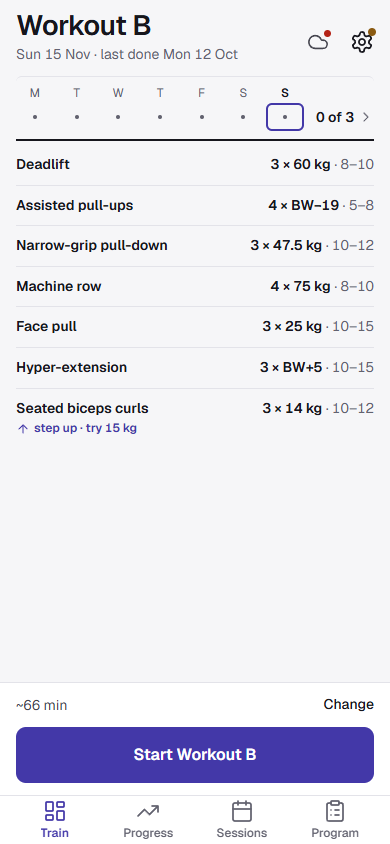 Workout B
Sun 15 Nov · last done Mon 12 Oct
M T W T F S S
0 of 3
Deadlift 3 × 60 kg · 8–10
Assisted pull-ups 4 × BW–19 · 5–8
Narrow-grip pull-down 3 × 47.5 kg · 10–12
Machine row 4 × 75 kg · 8–10
Face pull 3 × 25 kg · 10–15
Hyper-extension 3 × BW+5 · 10–15
Seated biceps curls 3 × 14 kg · 10–12
↑ step up · try 15 kg
~66 min Change
Start Workout B
Train Progress Sessions Program